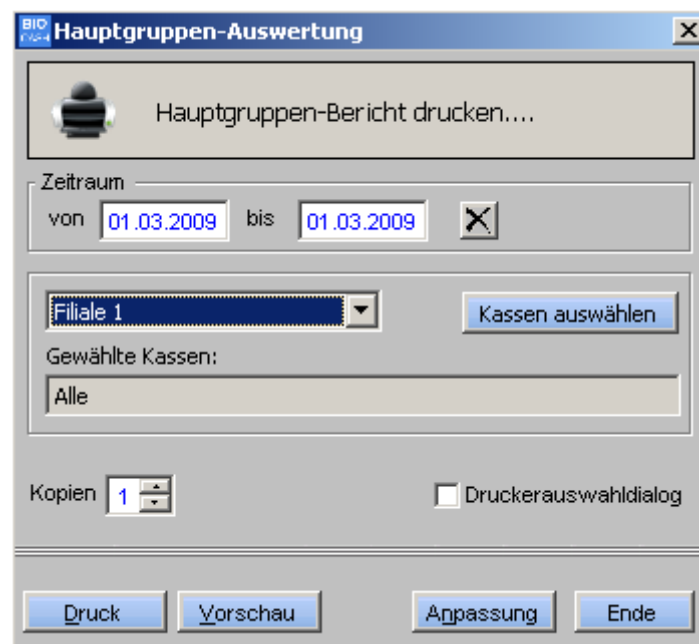 BIO CASH Hauptgruppen-Auswertung
Hauptgruppen-Bericht drucken....
Zeitraum
von 01.03.2009 bis 01.03.2009
Filiale 1 Kassen auswählen
Gewählte Kassen:
Alle
Kopien 1 Druckerauswahldialog
Druck Vorschau Anpassung Ende